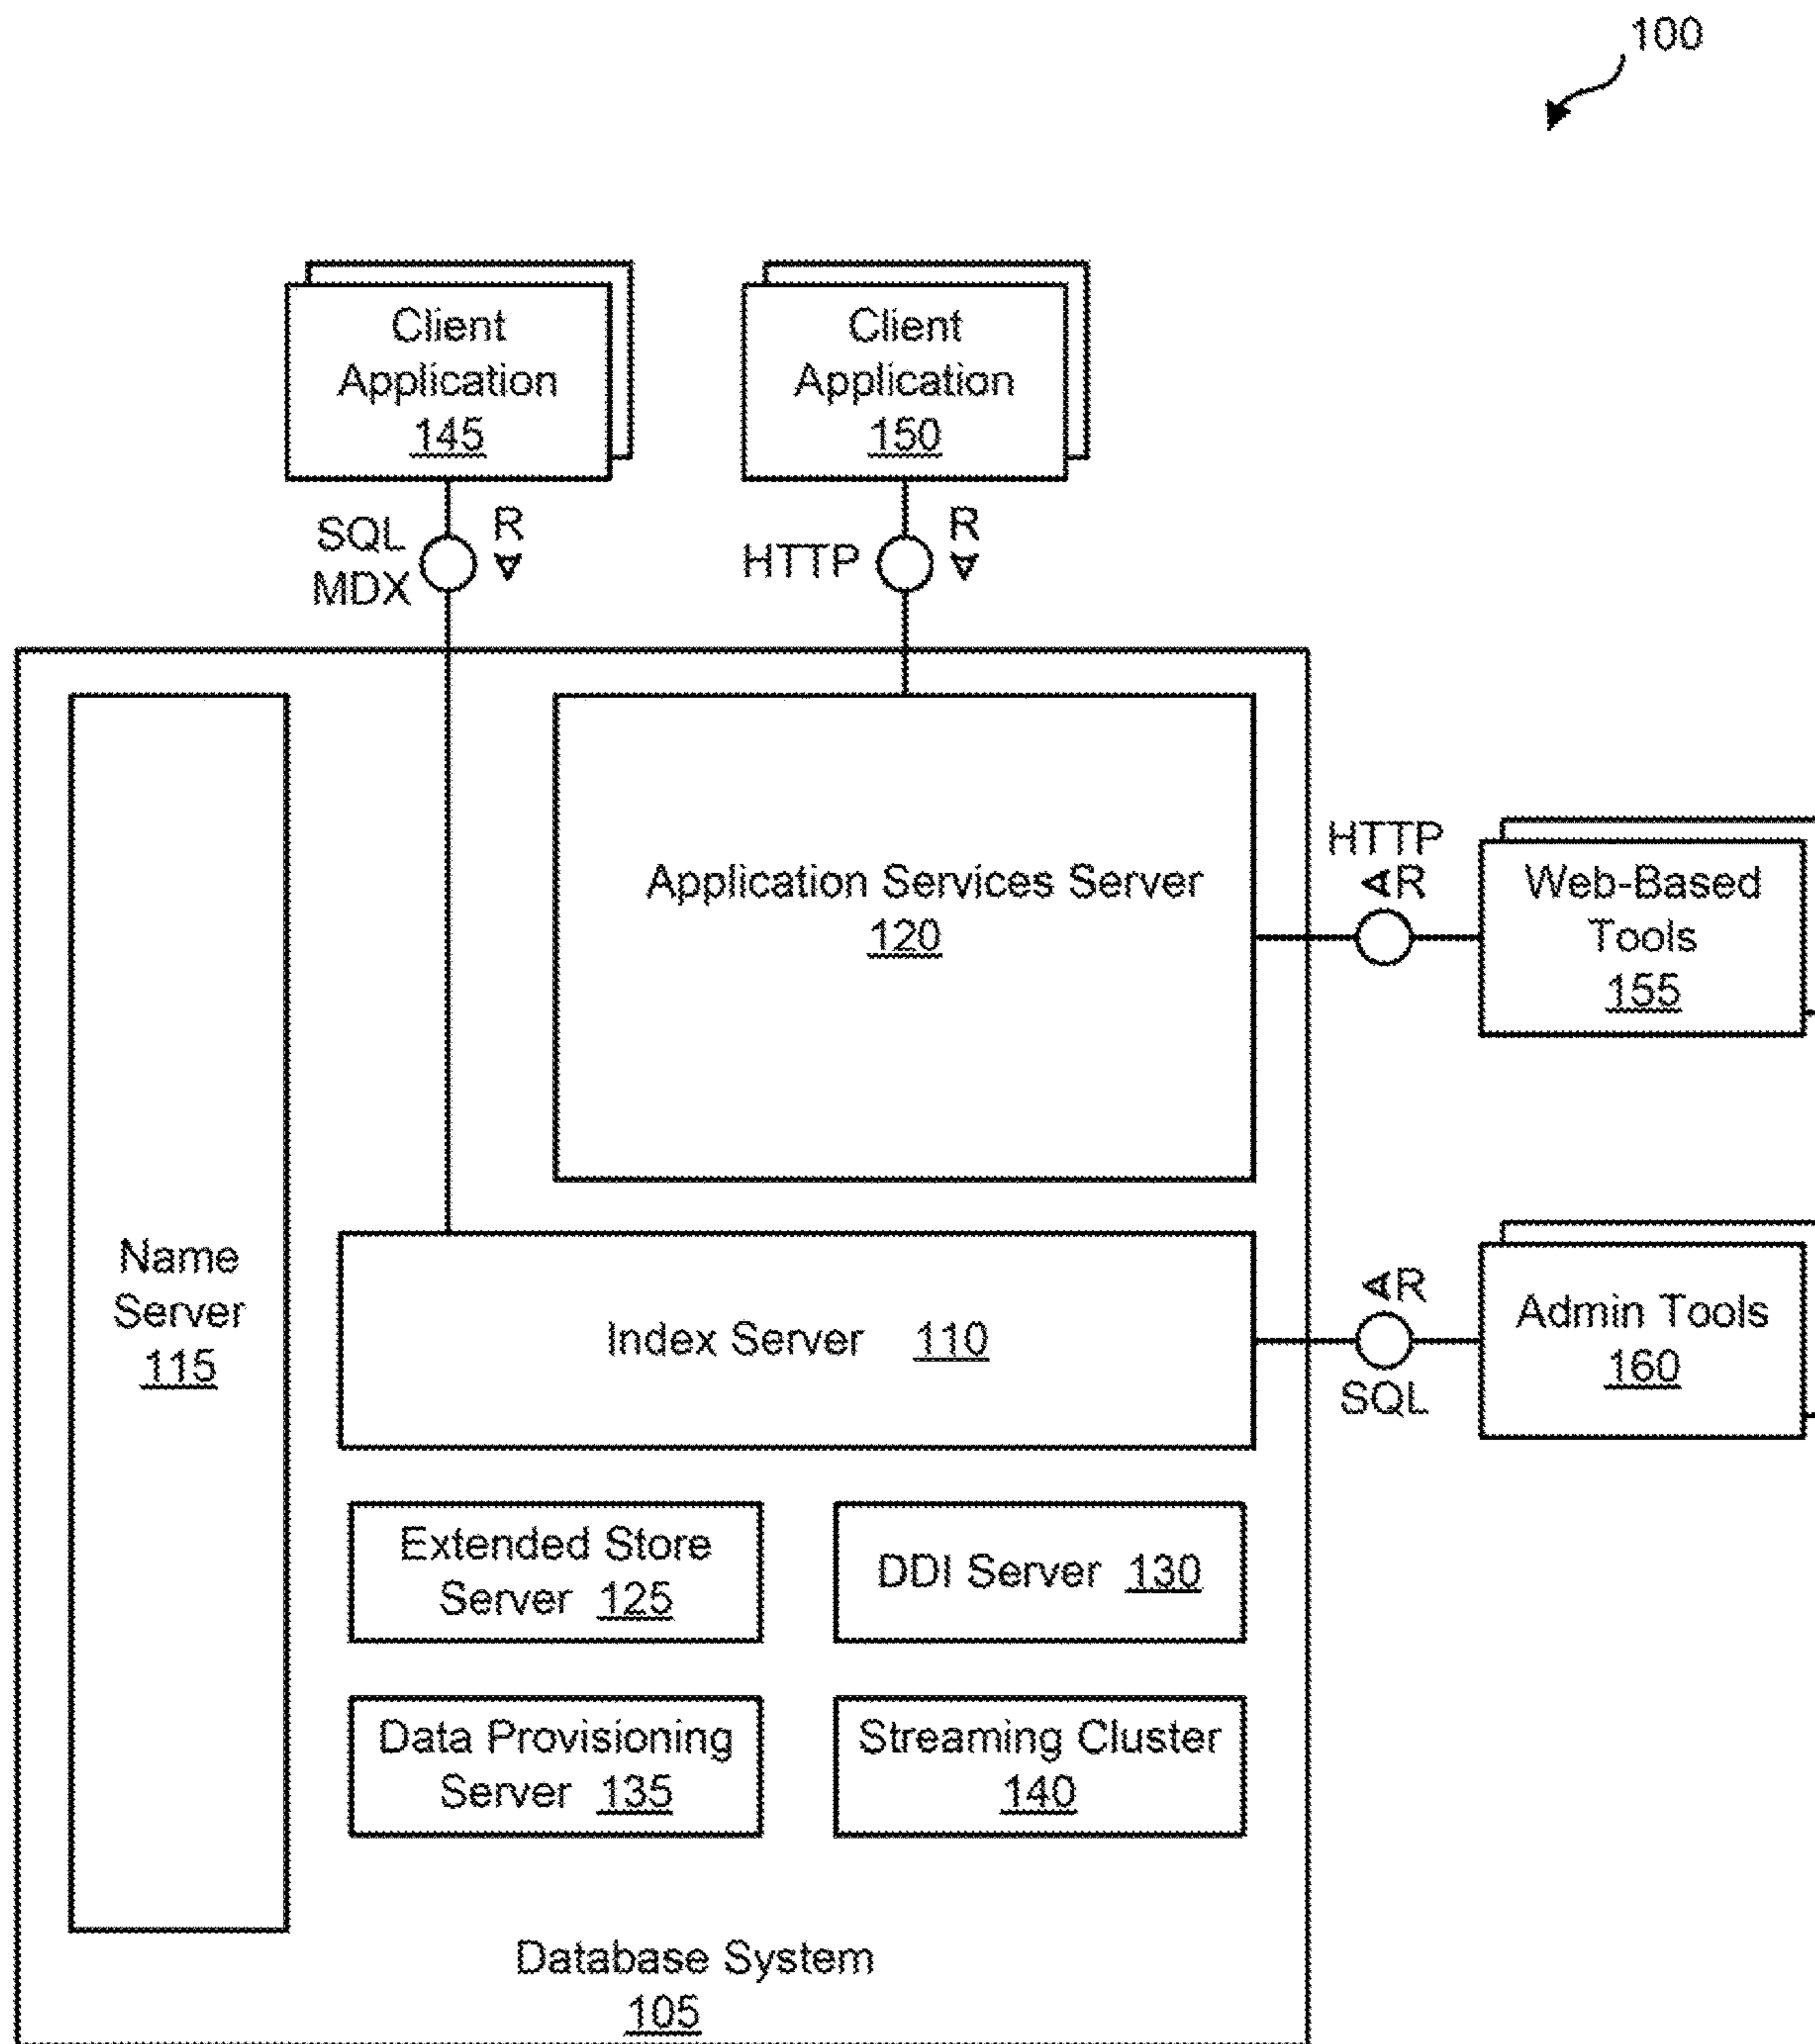 100
Client
Application
145
Client
Application
150
SQL
MDX
R
HTTP
R
Application Services Server
120
HTTP
R
Web-Based
Tools
155
Name
Server
115
Index Server 110
R
SQL
Admin Tools
160
Extended Store
Server 125
DDI Server 130
Data Provisioning
Server 135
Streaming Cluster
140
Database System
105